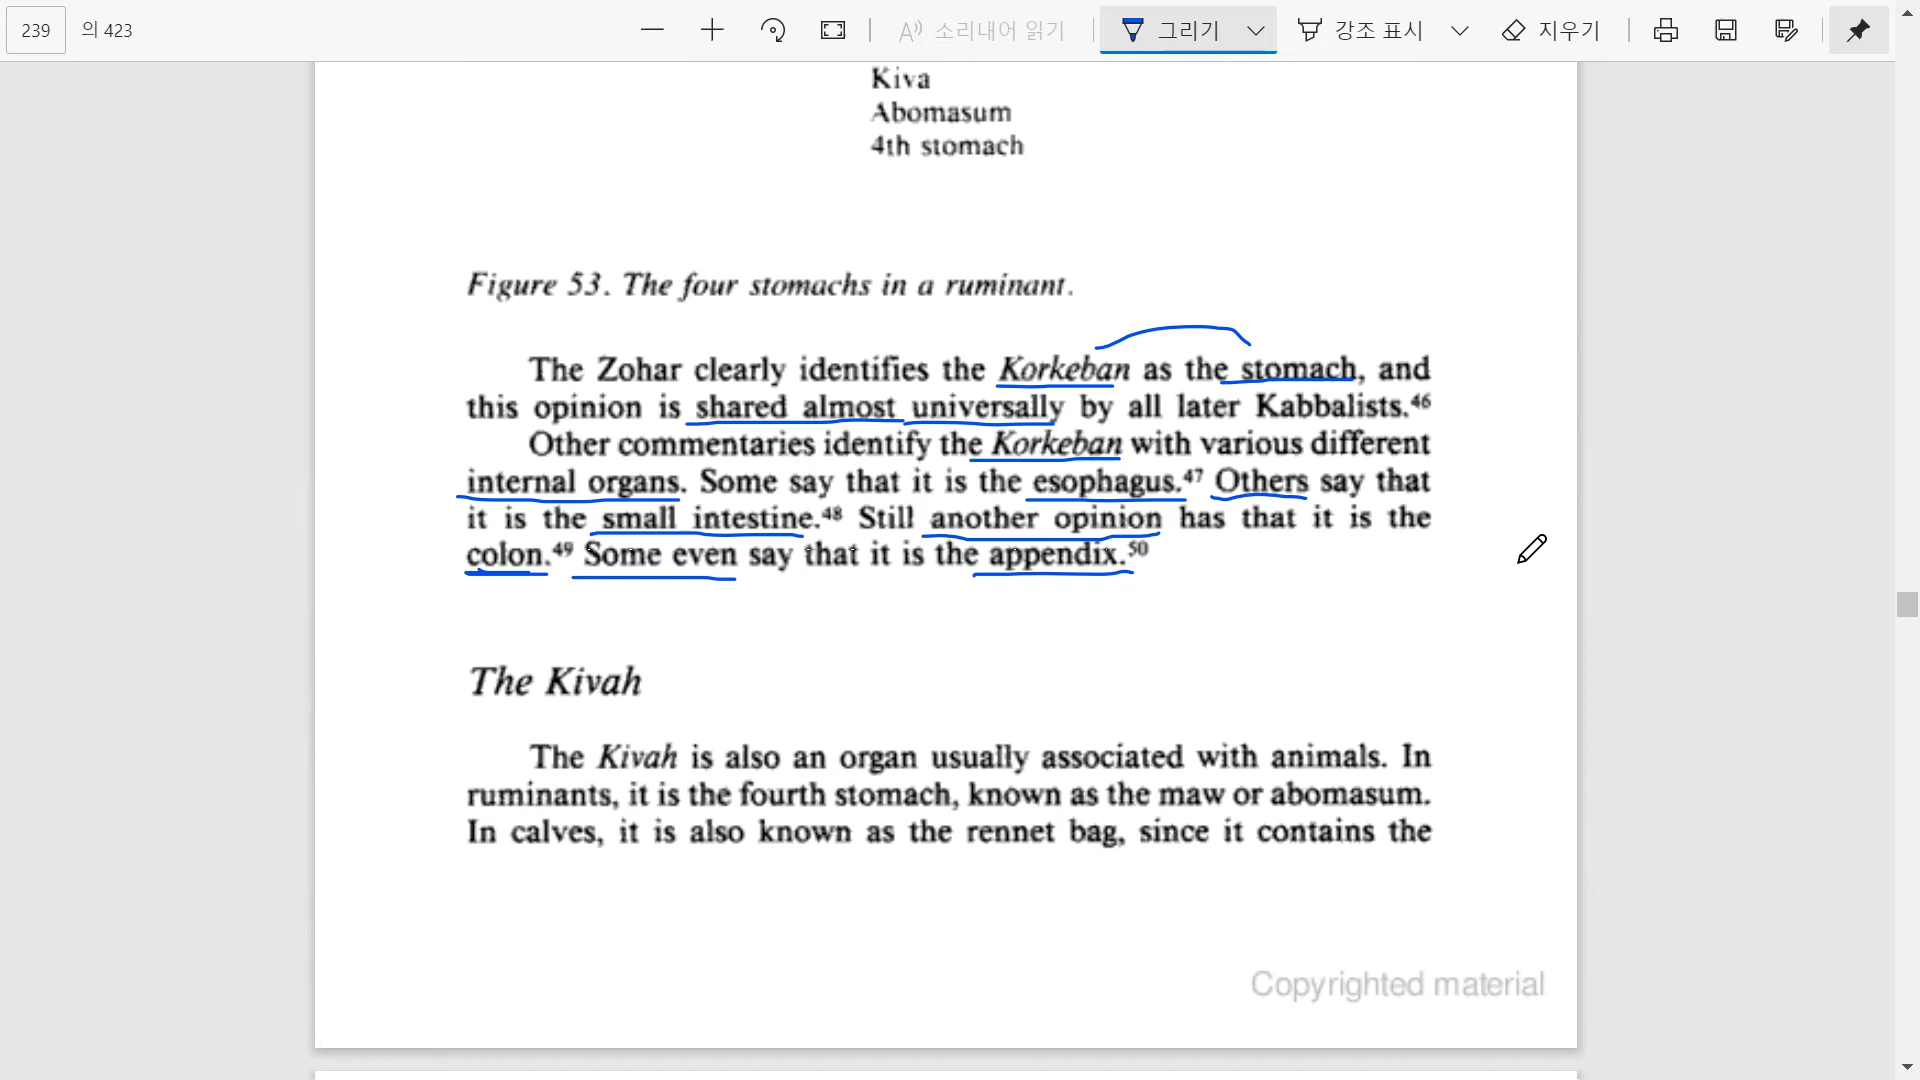 239 의 423 소리내어 읽기 그리기 강조 표시 지우기
Kiva
Abomasum
4th stomach
Figure 53. The four stomachs in a ruminant.
The Zohar clearly identifies the Korkeban as the stomach, and
this opinion is shared almost universally by all later Kabbalists.46
Other commentaries identify the Korkeban with various different
internal organs. Some say that it is the esophagus.47 Others say that
it is the small intestine.48 Still another opinion has that it is the
colon.49 Some even say that it is the appendix.50
The Kivah
The Kivah is also an organ usually associated with animals. In
ruminants, it is the fourth stomach, known as the maw or abomasum.
In calves, it is also known as the rennet bag, since it contains the
Copyrighted material